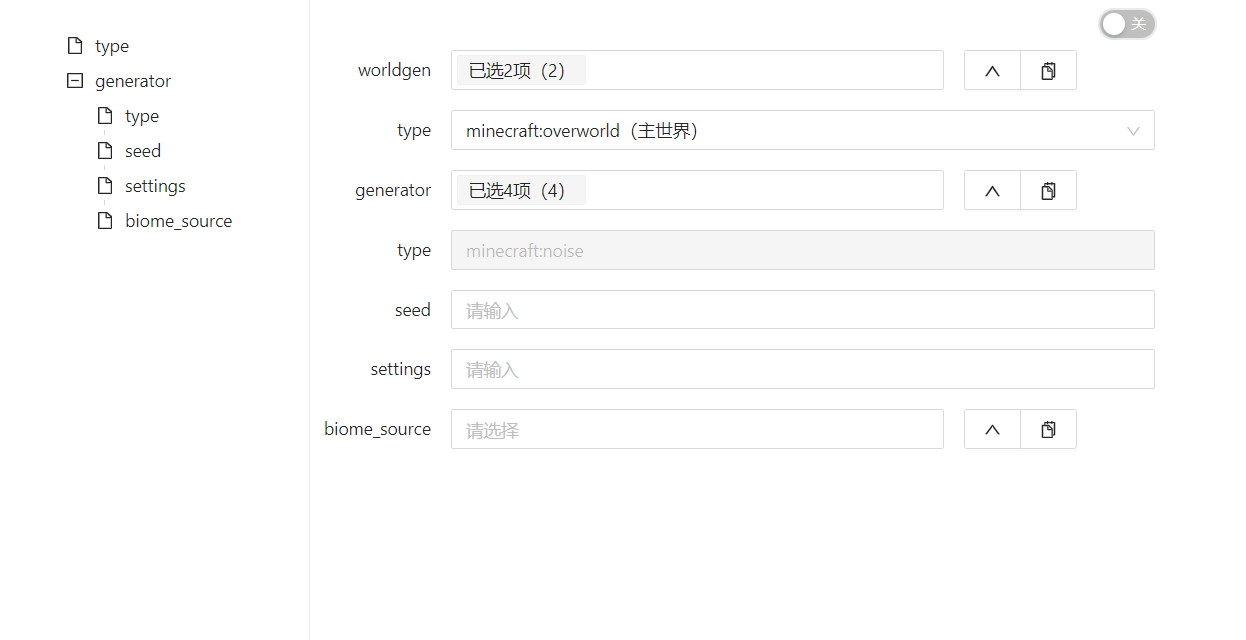 type
generator
type
seed
settings
biome_source
关
worldgen 已选2项（2）
type minecraft:overworld（主世界）
generator 已选4项（4）
type minecraft:noise
seed 请输入
settings 请输入
biome_source 请选择